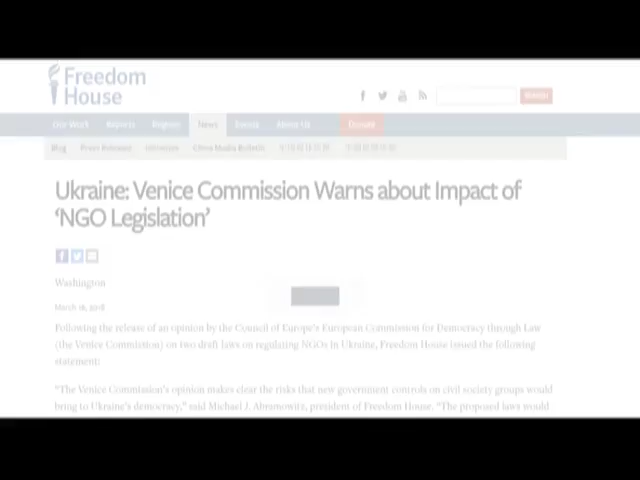 Freedom
House
Our Work Reports Regions News Events About Us Donate
Blog Press Releases Interview China Media Bulletin
Ukraine: Venice Commission Warns about Impact of
‘NGO Legislation’
Washington
March 16, 2018
Following the release of an opinion by the Council of Europe’s European Commission for Democracy through Law
(the Venice Commission) on two draft laws on regulating NGOs in Ukraine, Freedom House issued the following
statement:
“The Venice Commission’s opinion makes clear the risks that new government controls on civil society groups would
bring to Ukraine’s democracy,” said Michael J. Abramowitz, president of Freedom House. “The proposed laws would